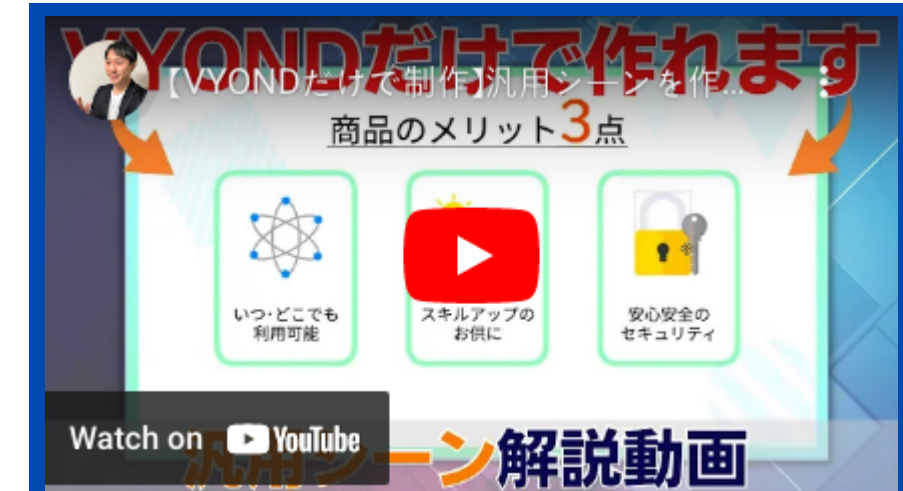 VYONDだけで作れます
【VYONDだけで制作】汎用シーンを作...
商品のメリット3点
いつ・どこでも
利用可能
スキルアップの
お供に
安心安全の
セキュリティ
Watch on YouTube
汎用シーン解説動画